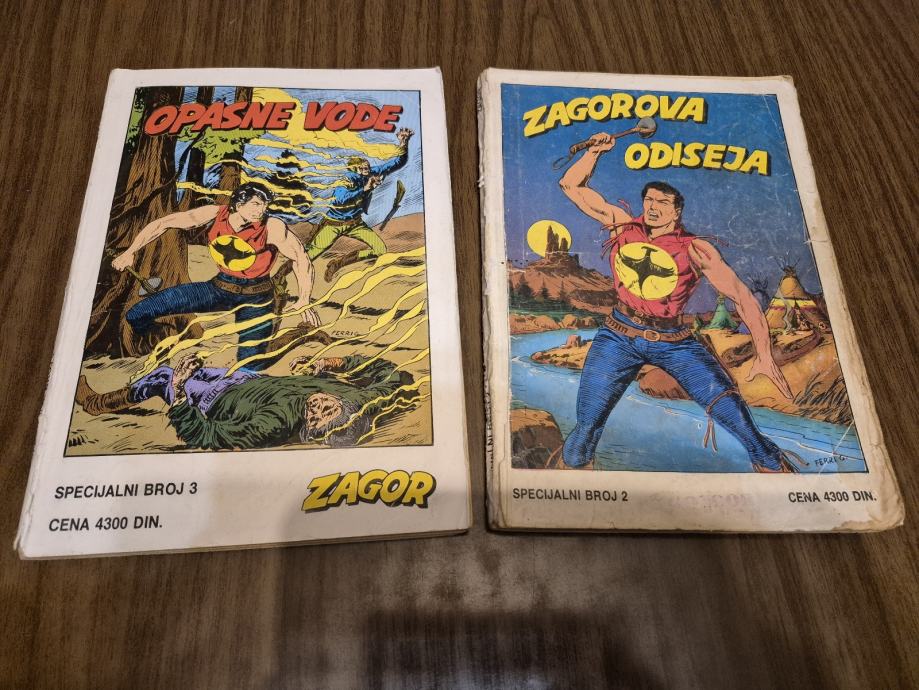 OPASNE VODE
FERRI G.
SPECIJALNI BROJ 3
CENA 4300 DIN.
ZAGOR
ZAGOROVA
ODISEJA
FERRI G.
SPECIJALNI BROJ 2
CENA 4300 DIN.